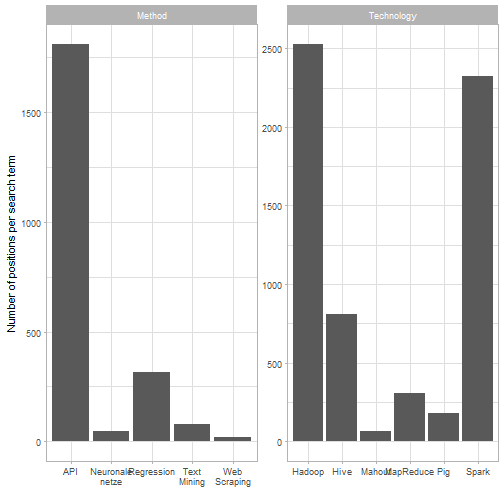 Method
Technology
Number of positions per search term
1500
1000
500
0
2500
2000
1500
1000
500
0
API
Neuronale
netze
Regression
Text
Mining
Web
Scraping
Hadoop
Hive
Mahout
MapReduce
Pig
Spark